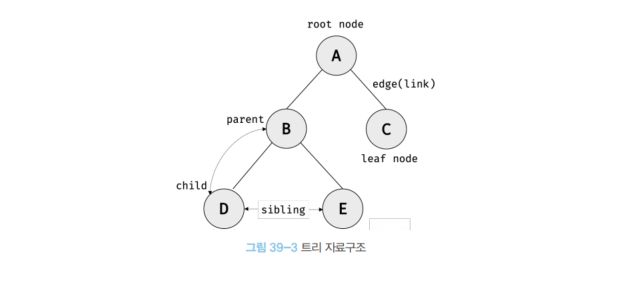 root node
A
edge(link)
parent
B
C
leaf node
child
D
sibling
E
그림 39-3 트리 자료구조